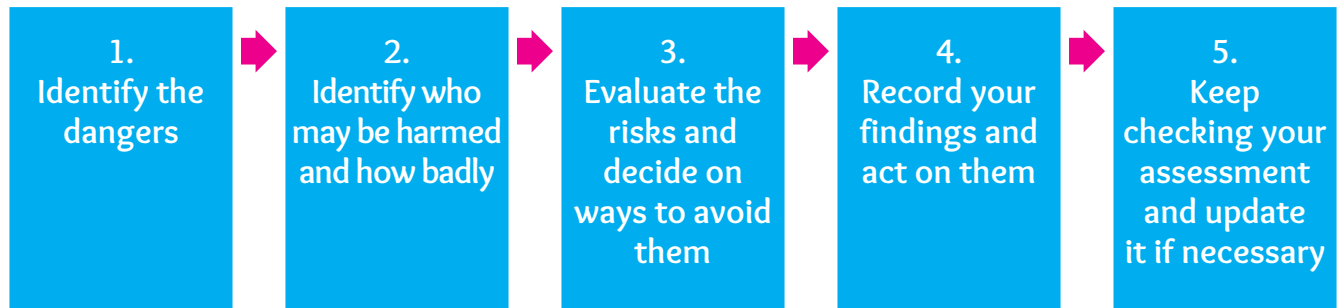 1.
Identify the
dangers
2.
Identify who
may be harmed
and how badly
3.
Evaluate the
risks and
decide on
ways to avoid
them
4.
Record your
findings and
act on them
5.
Keep
checking your
assessment
and update
it if necessary